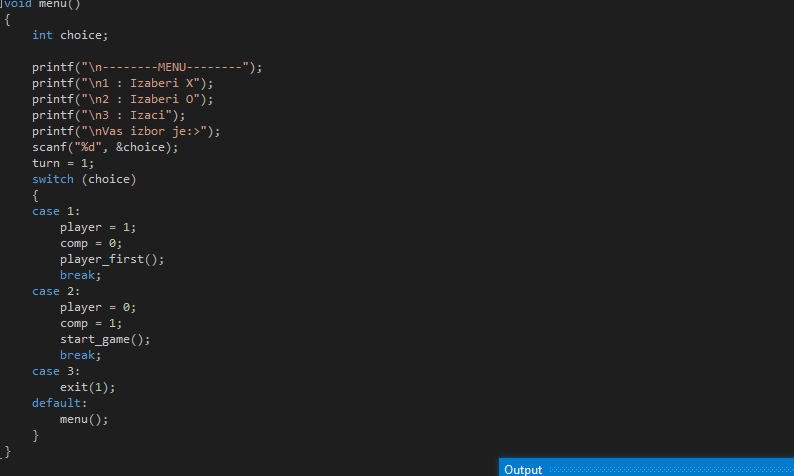 void menu()
{
int choice;
printf("\n--------MENU--------");
printf("\n1 : Izaberi X");
printf("\n2 : Izaberi O");
printf("\n3 : Izaci");
printf("\nVas izbor je:>");
scanf("%d", &choice);
turn = 1;
switch (choice)
{
case 1:
player = 1;
comp = 0;
player_first();
break;
case 2:
player = 0;
comp = 1;
start_game();
break;
case 3:
exit(1);
default:
menu();
}
}
Output